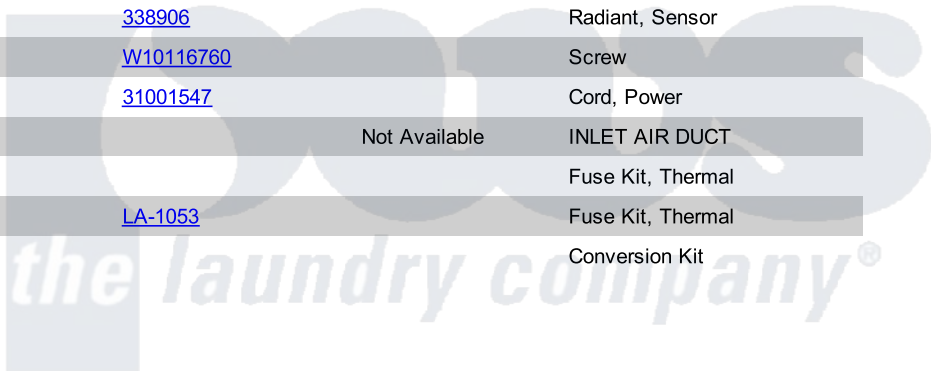 338906 Radiant, Sensor
W10116760 Screw
31001547 Cord, Power
Not Available INLET AIR DUCT
Fuse Kit, Thermal
LA-1053 Fuse Kit, Thermal
Conversion Kit
the laundry company®